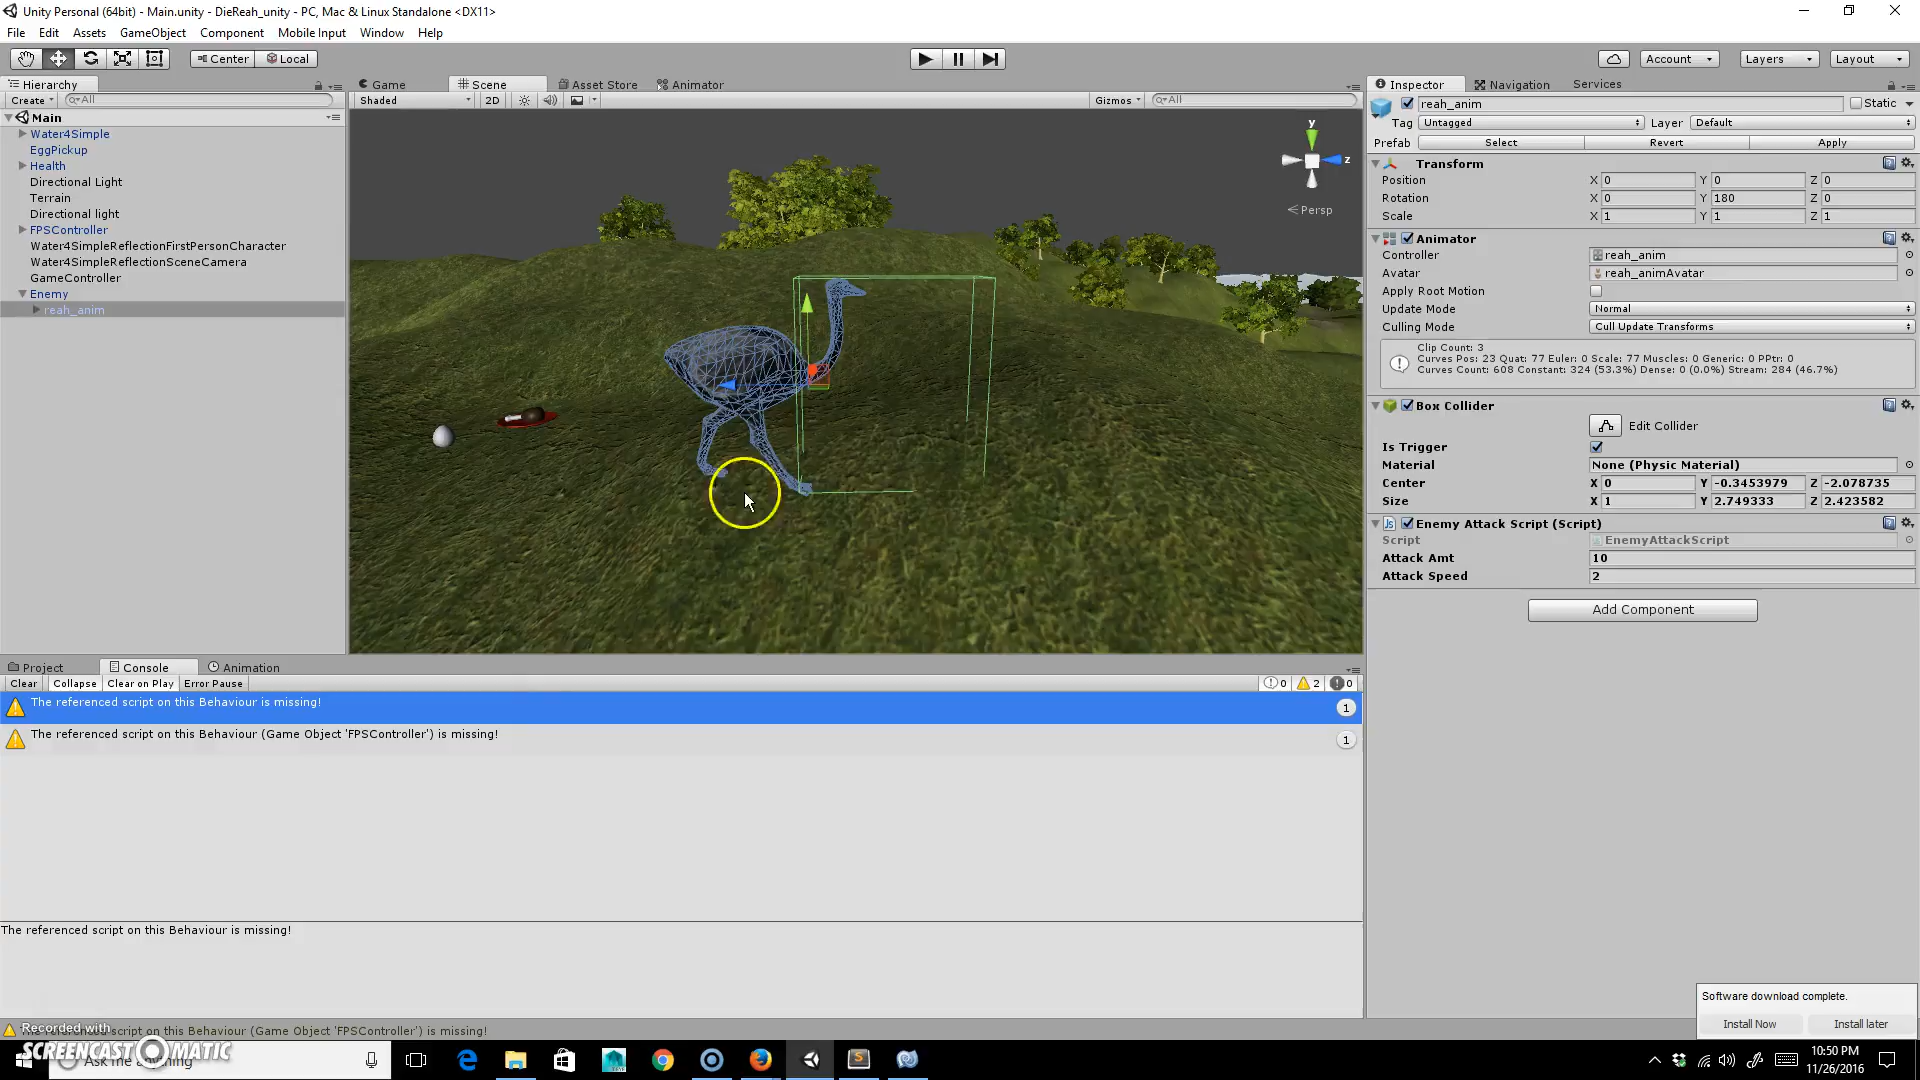 Unity Personal (64bit) - Main.unity - DieReah_unity - PC, Mac & Linux Standalone <DX11>
File Edit Assets GameObject Component Mobile Input Window Help
Center Local Account Layers Layout
Hierarchy Game Scene Asset Store Animator Inspector Navigation Services
Create All Shaded 2D Gizmos All reah_anim Static
Main
Tag Untagged Layer Default
Water4Simple
EggPickup
Prefab Select Revert Apply
Health
Transform
Directional Light
Position X 0 Y 0 Z 0
Terrain
Rotation X 0 Y 180 Z 0
Directional light
Scale X 1 Y 1 Z 1
FPSController
Water4SimpleReflectionFirstPersonCharacter
Water4SimpleReflectionSceneCamera
GameController
Enemy
reah_anim
y
z
Persp
Animator
Controller reah_anim
Avatar reah_animAvatar
Apply Root Motion
Update Mode Normal
Culling Mode Cull Update Transforms
Clip Count: 3
Curves Pos: 23 Quat: 77 Euler: 0 Scale: 77 Muscles: 0 Generic: 0 PPtr: 0
Curves Count: 608 Constant: 324 (53.3%) Dense: 0 (0.0%) Stream: 284 (46.7%)
Box Collider
Edit Collider
Is Trigger
Material None (Physic Material)
Center X 0 Y -0.3453979 Z -2.078735
Size X 1 Y 2.749333 Z 2.423582
Enemy Attack Script (Script)
Script EnemyAttackScript
Attack Amt 10
Attack Speed 2
Add Component
Project Console Animation
Clear Collapse Clear on Play Error Pause 0 2 0
The referenced script on this Behaviour is missing! 1
The referenced script on this Behaviour (Game Object 'FPSController') is missing! 1
The referenced script on this Behaviour is missing!
Software download complete.
Install Now Install later
Recorded with
script on this Behaviour (Game Object 'FPSController') is missing!
SCREENCAST MATIC
Ask me anything
10:50 PM
11/26/2016